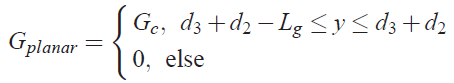 G_planar = { G_c, d_3 + d_2 − L_g ≤ y ≤ d_3 + d_2
0, else